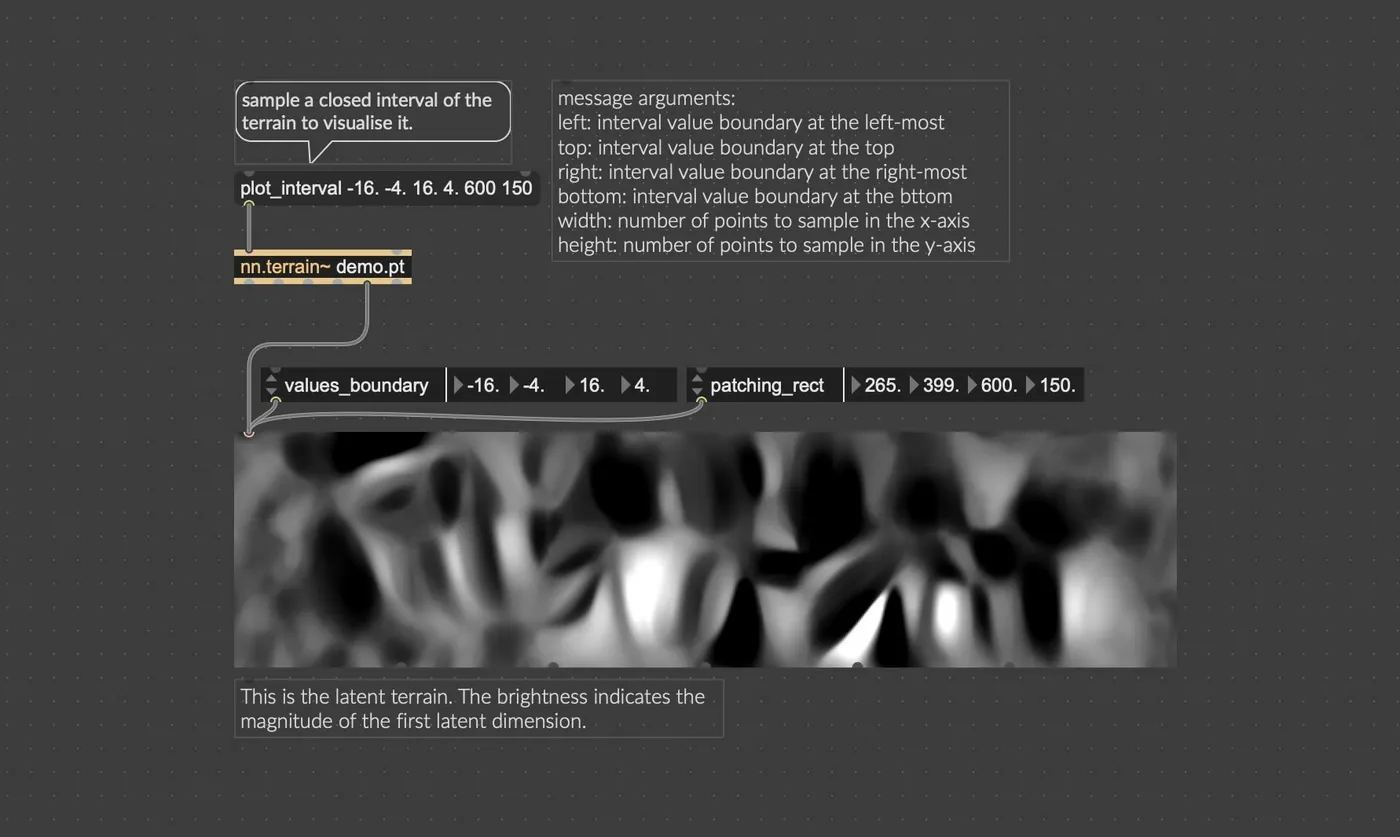 sample a closed interval of the
terrain to visualise it.
message arguments:
left: interval value boundary at the left-most
top: interval value boundary at the top
right: interval value boundary at the right-most
bottom: interval value boundary at the bttom
width: number of points to sample in the x-axis
height: number of points to sample in the y-axis
plot_interval -16. -4. 16. 4. 600 150
nn.terrain~ demo.pt
values_boundary -16. -4. 16. 4.
patching_rect 265. 399. 600. 150.
This is the latent terrain. The brightness indicates the
magnitude of the first latent dimension.